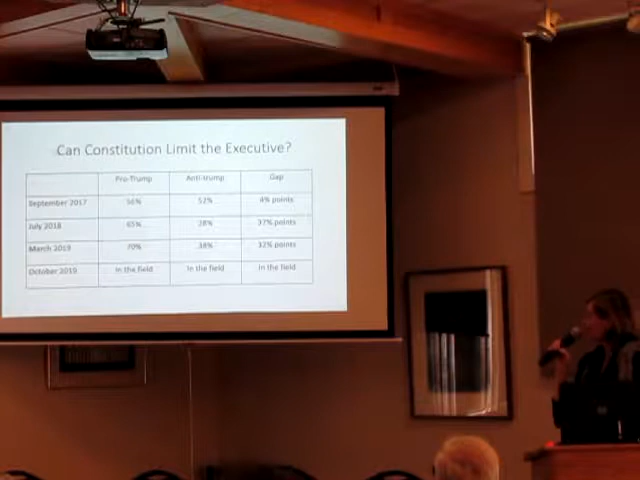 Can Constitution Limit the Executive?
Pro-Trump Anti-trump Gap
September 2017 56% 52% 4% points
July 2018 65% 28% 37% points
March 2019 70% 38% 32% points
October 2019 In the field In the field In the field